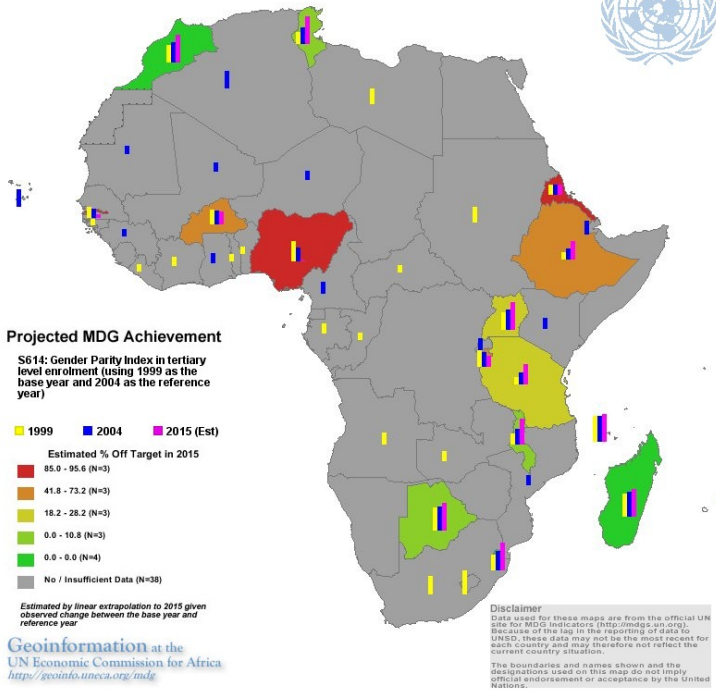 Projected MDG Achievement
S614: Gender Parity Index in tertiary
level enrolment (using 1999 as the
base year and 2004 as the reference
year)
1999 2004 2015 (Est)
Estimated % Off Target in 2015
85.0 - 95.6 (N=3)
41.8 - 73.2 (N=3)
18.2 - 28.2 (N=3)
0.0 - 10.8 (N=3)
0.0 - 0.0 (N=4)
No / Insufficient Data (N=38)
Estimated by linear extrapolation to 2015 given
observed change between the base year and
reference year
Geoinformation at the
UN Economic Commission for Africa
http://geoinfo.uneca.org/mdg
Disclaimer
Data used for these maps are from the official UN
site for MDG Indicators (http://mdgs.un.org).
Because of the lag in the reporting of data to
UNSD, these data may not be the most recent for
each country and may therefore not reflect the
current country situation.
The boundaries and names shown and the
designations used on this map do not imply
official endorsement or acceptance by the United
Nations.